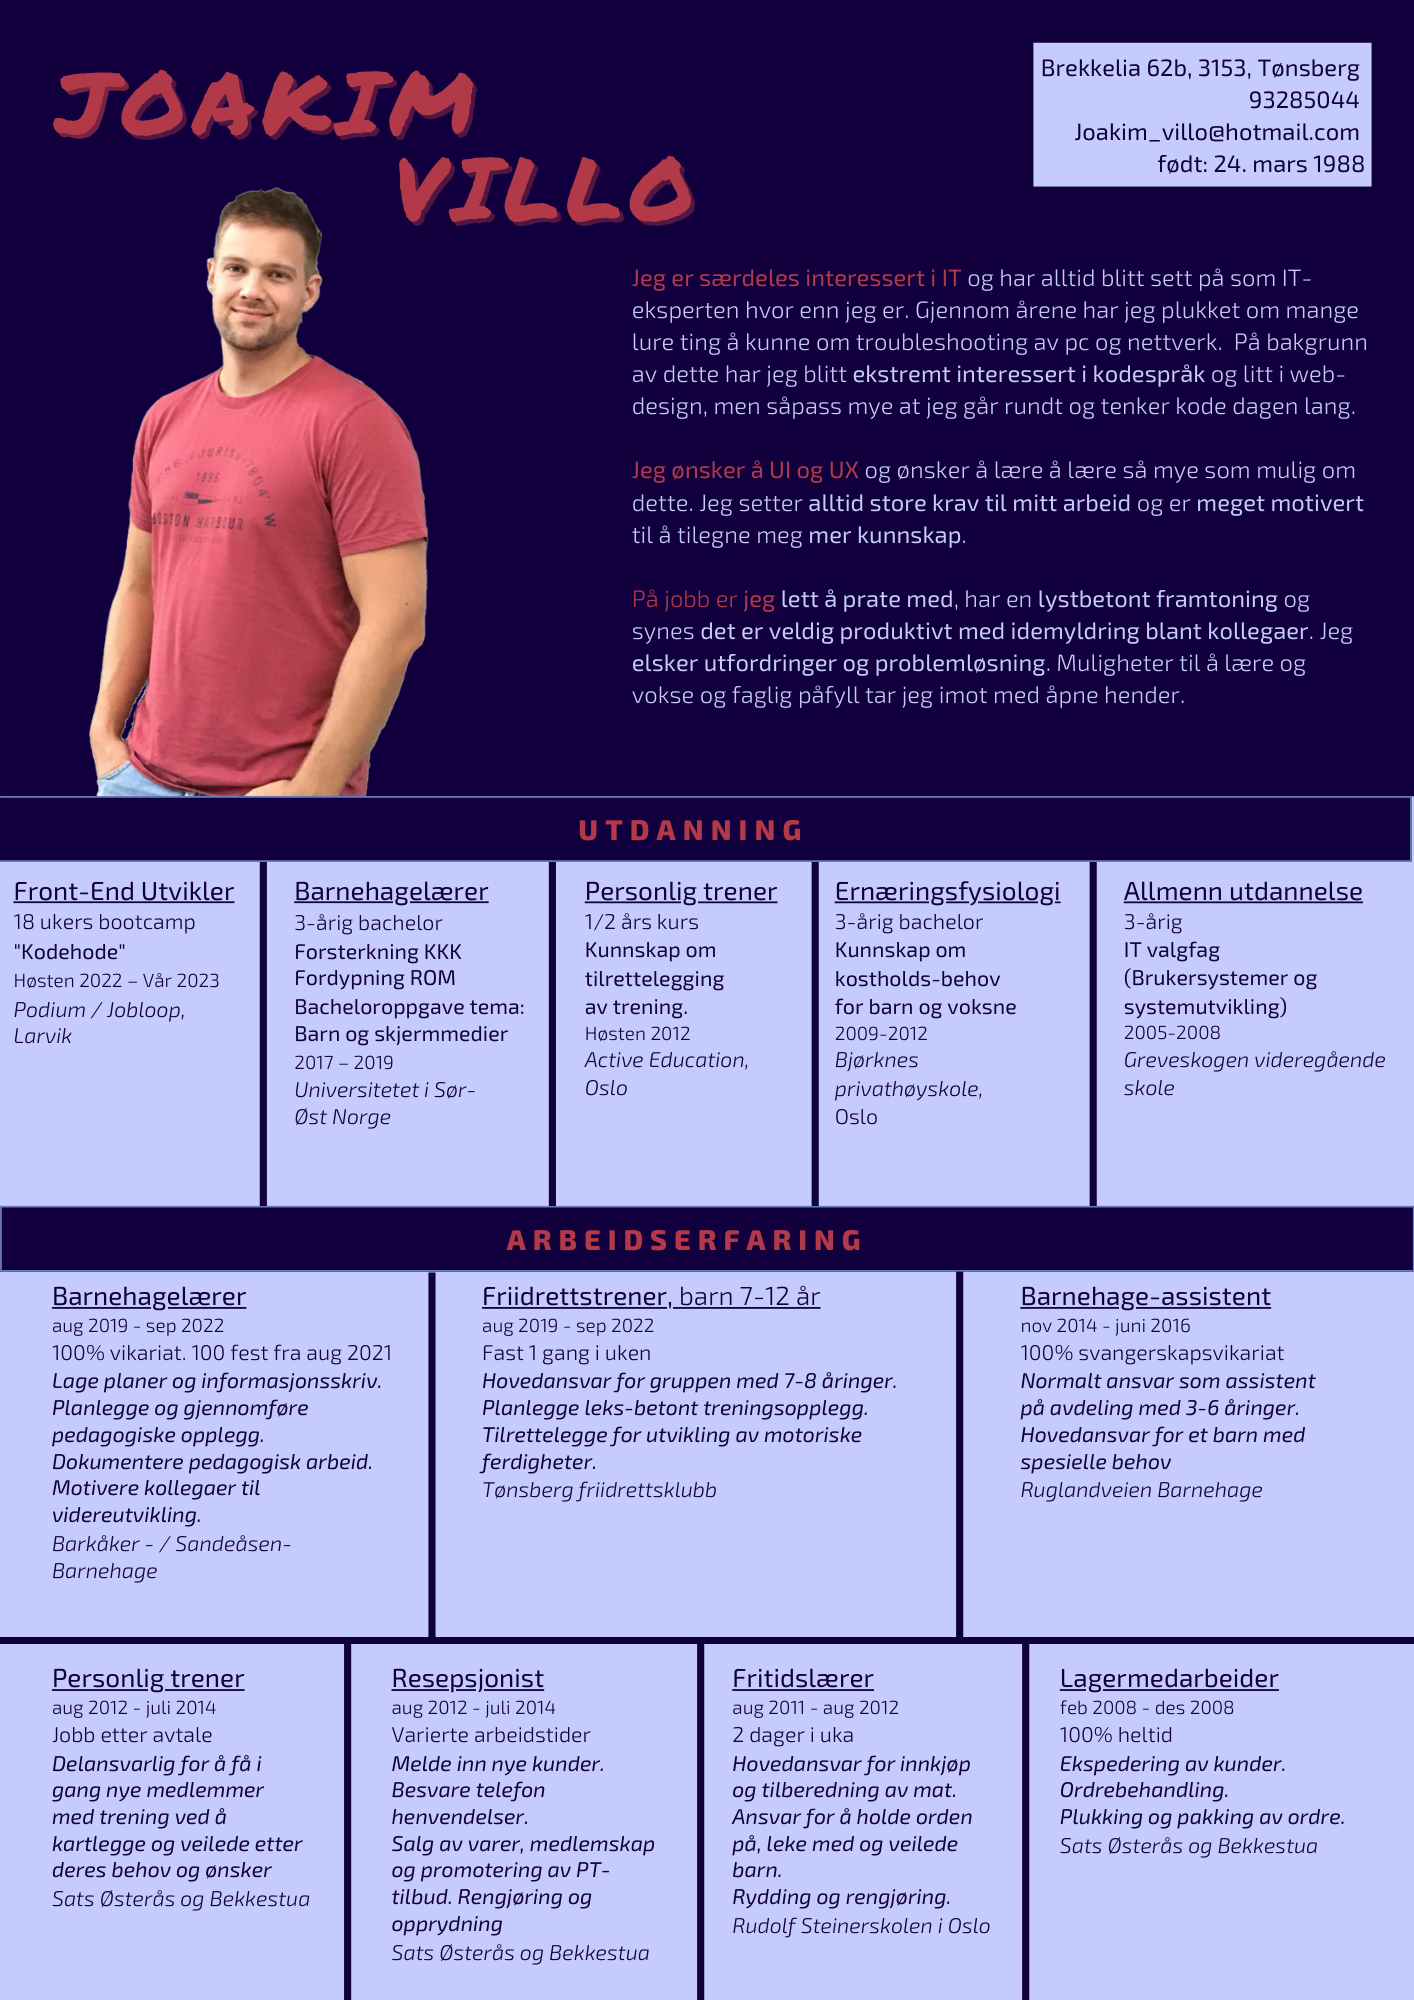 JOAKIM
VILLO
Brekkelia 62b, 3153, Tønsberg
93285044
Joakim_villo@hotmail.com
født: 24. mars 1988
Jeg er særdeles interessert i IT og har alltid blitt sett på som IT-
eksperten hvor enn jeg er. Gjennom årene har jeg plukket om mange
lure ting å kunne om troubleshooting av pc og nettverk.  På bakgrunn
av dette har jeg blitt ekstremt interessert i kodespråk og litt i web-
design, men såpass mye at jeg går rundt og tenker kode dagen lang.
Jeg ønsker å UI og UX og ønsker å lære å lære så mye som mulig om
dette. Jeg setter alltid store krav til mitt arbeid og er meget motivert
til å tilegne meg mer kunnskap.
På jobb er jeg lett å prate med, har en lystbetont framtoning og
synes det er veldig produktivt med idemyldring blant kollegaer. Jeg
elsker utfordringer og problemløsning. Muligheter til å lære og
vokse og faglig påfyll tar jeg imot med åpne hender.
1996
HARBOUR
UTDANNING
Front-End Utvikler
18 ukers bootcamp
"Kodehode"
Høsten 2022 – Vår 2023
Podium / Jobloop,
Larvik
Barnehagelærer
3-årig bachelor
Forsterkning KKK
Fordypning ROM
Bacheloroppgave tema:
Barn og skjermmedier
2017 – 2019
Universitetet i Sør-
Øst Norge
Personlig trener
1/2 års kurs
Kunnskap om
tilrettelegging
av trening.
Høsten 2012
Active Education,
Oslo
Ernæringsfysiologi
3-årig bachelor
Kunnskap om
kostholds-behov
for barn og voksne
2009-2012
Bjørknes
privathøyskole,
Oslo
Allmenn utdannelse
3-årig
IT valgfag
(Brukersystemer og
systemutvikling)
2005-2008
Greveskogen videregående
skole
ARBEIDSERFARING
Barnehagelærer
aug 2019 - sep 2022
100% vikariat. 100 fest fra aug 2021
Lage planer og informasjonsskriv.
Planlegge og gjennomføre
pedagogiske opplegg.
Dokumentere pedagogisk arbeid.
Motivere kollegaer til
videreutvikling.
Barkåker - / Sandeåsen-
Barnehage
Friidrettstrener, barn 7-12 år
aug 2019 - sep 2022
Fast 1 gang i uken
Hovedansvar for gruppen med 7-8 åringer.
Planlegge leks-betont treningsopplegg.
Tilrettelegge for utvikling av motoriske
ferdigheter.
Tønsberg friidrettsklubb
Barnehage-assistent
nov 2014 - juni 2016
100% svangerskapsvikariat
Normalt ansvar som assistent
på avdeling med 3-6 åringer.
Hovedansvar for et barn med
spesielle behov
Ruglandveien Barnehage
Personlig trener
aug 2012 - juli 2014
Jobb etter avtale
Delansvarlig for å få i
gang nye medlemmer
med trening ved å
kartlegge og veilede etter
deres behov og ønsker
Sats Østerås og Bekkestua
Resepsjonist
aug 2012 - juli 2014
Varierte arbeidstider
Melde inn nye kunder.
Besvare telefon
henvendelser.
Salg av varer, medlemskap
og promotering av PT-
tilbud. Rengjøring og
opprydning
Sats Østerås og Bekkestua
Fritidslærer
aug 2011 - aug 2012
2 dager i uka
Hovedansvar for innkjøp
og tilberedning av mat.
Ansvar for å holde orden
på, leke med og veilede
barn.
Rydding og rengjøring.
Rudolf Steinerskolen i Oslo
Lagermedarbeider
feb 2008 - des 2008
100% heltid
Ekspedering av kunder.
Ordrebehandling.
Plukking og pakking av ordre.
Sats Østerås og Bekkestua